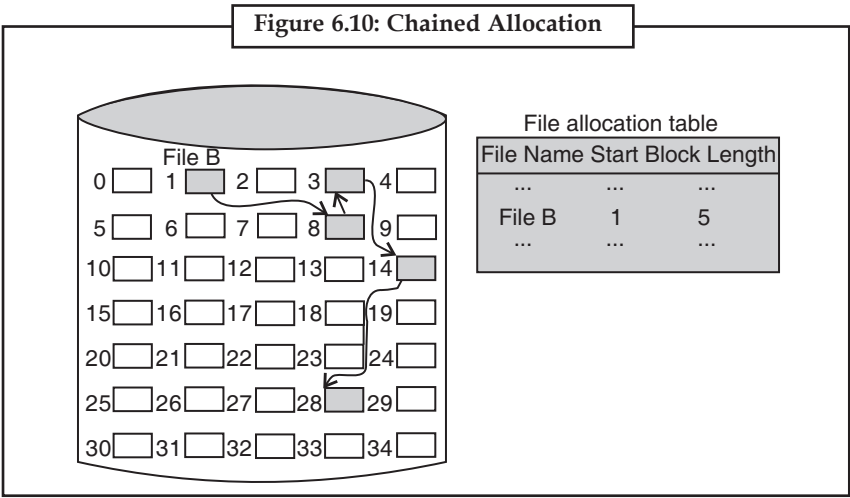 Figure 6.10: Chained Allocation
File B
0 1 2 3 4
5 6 7 8 9
10 11 12 13 14
15 16 17 18 19
20 21 22 23 24
25 26 27 28 29
30 31 32 33 34
File allocation table
File Name Start Block Length
... ... ...
File B 1 5
... ... ...